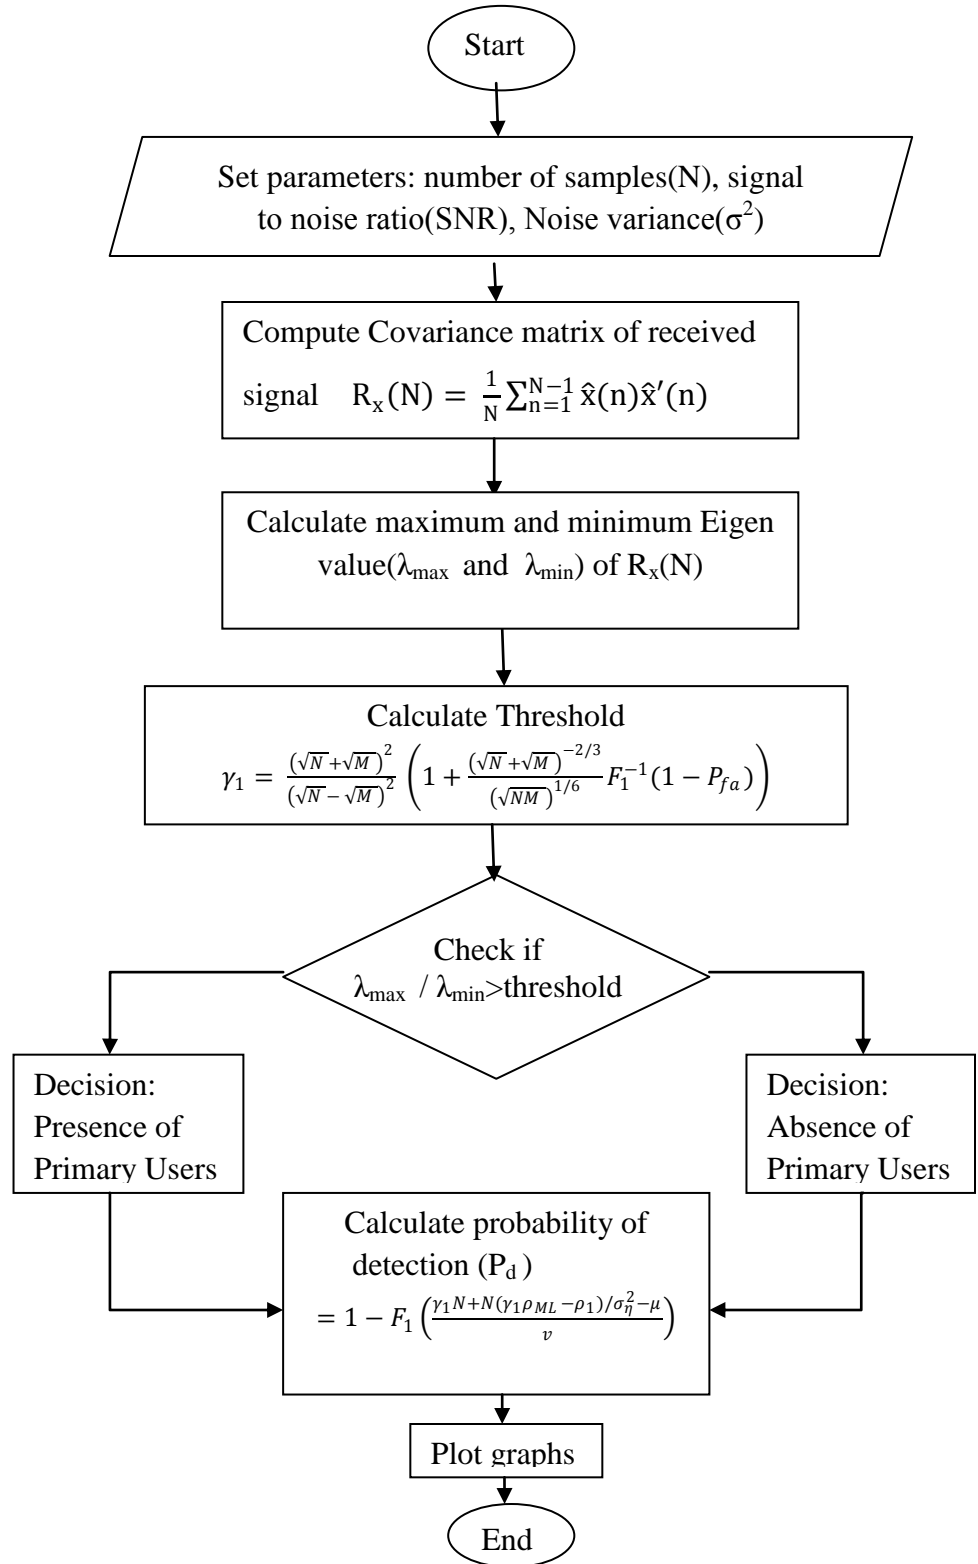 Start
Set parameters: number of samples(N), signal
to noise ratio(SNR), Noise variance(σ²)
Compute Covariance matrix of received
signal Rₓ(N) = 1/N ∑_{n=1}^{N−1} x̂(n)x̂′(n)
Calculate maximum and minimum Eigen
value(λ_max and λ_min) of Rₓ(N)
Calculate Threshold
γ₁ = (√N+√M)²/(√N−√M)² (1 + (√N+√M)^{−2/3}/(√NM)^{1/6} F₁⁻¹(1 − P_fa))
Check if
λ_max / λ_min>threshold
Decision:
Presence of
Primary Users
Decision:
Absence of
Primary Users
Calculate probability of
detection (P_d )
= 1 − F₁ ((γ₁N+N(γ₁ρ_ML−ρ₁)/σ_η²−μ)/v)
Plot graphs
End